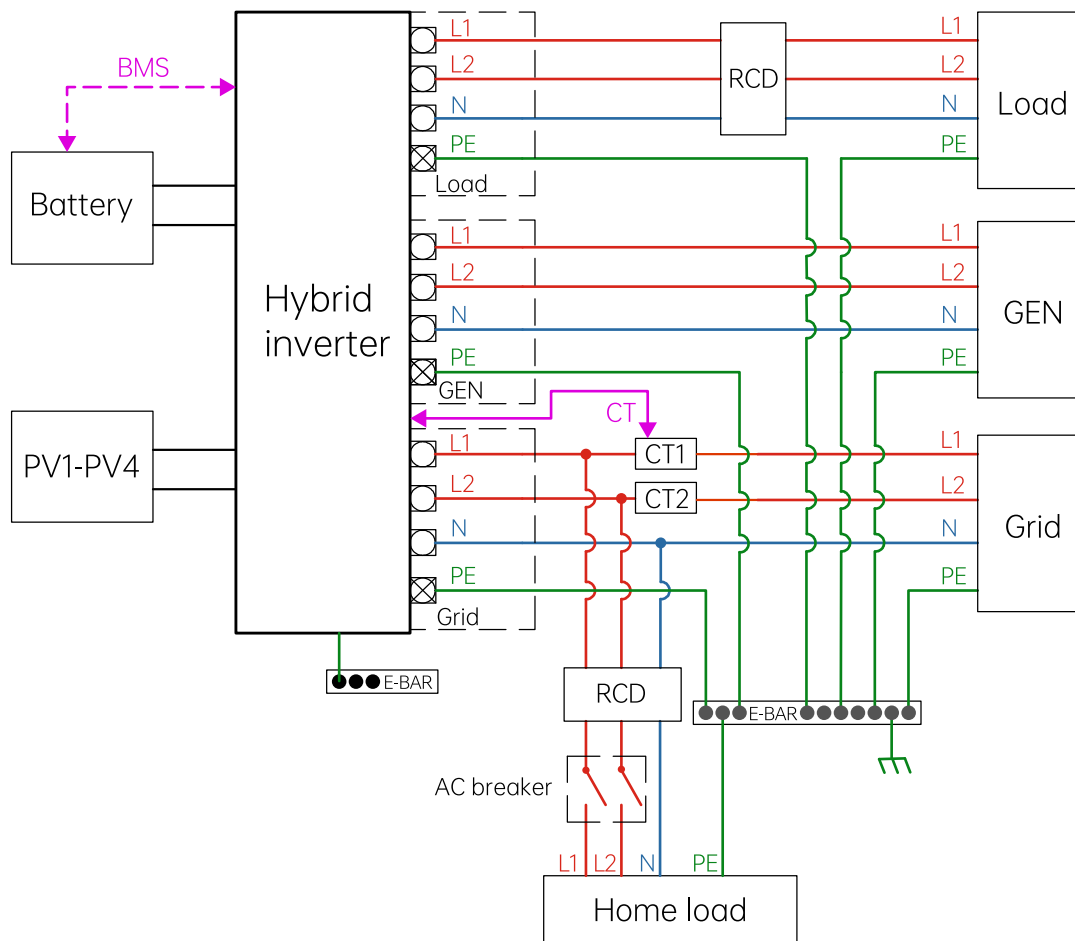 L1
L1
BMS
L2
RCD
L2
N
N
Load
PE
PE
Load
Battery
L1
L1
L2
L2
Hybrid
inverter
N
N
GEN
PE
PE
GEN
CT
L1
CT1
L1
PV1-PV4
L2
CT2
L2
N
N
Grid
PE
PE
Grid
E-BAR
RCD
E-BAR
AC breaker
L1
L2
N
PE
Home load